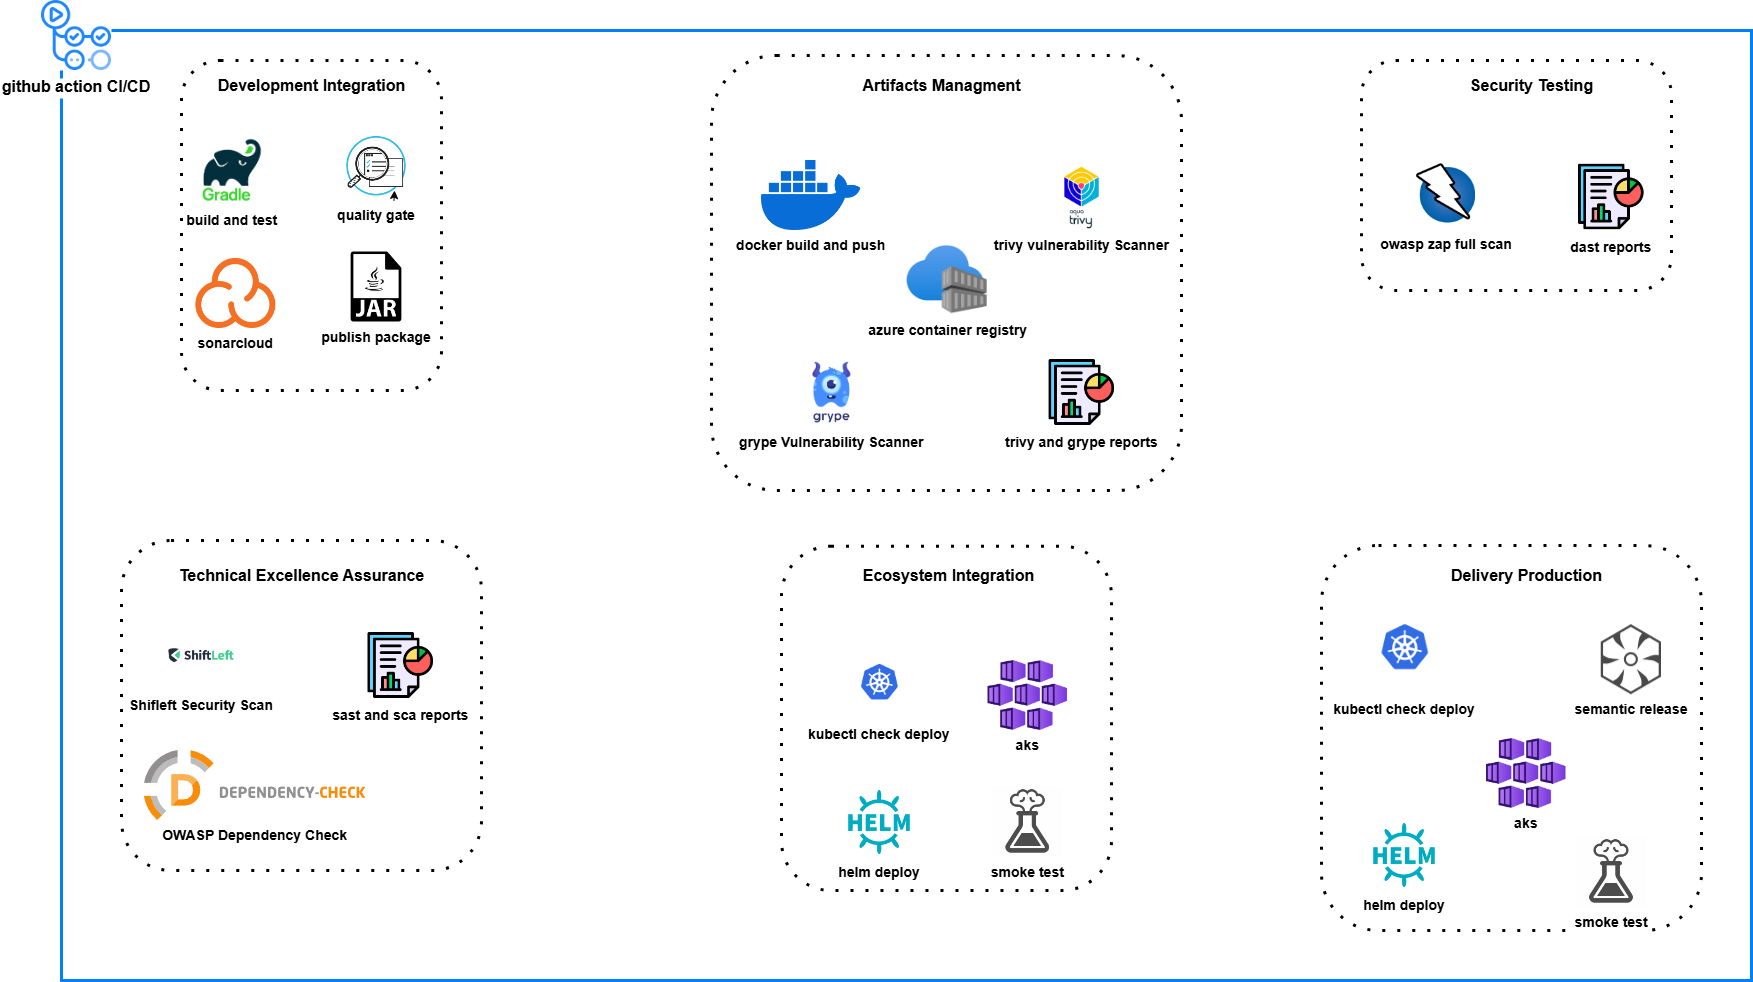 github action CI/CD
Development Integration
Gradle
build and test
quality gate
sonarcloud
JAR
publish package
Artifacts Managment
docker build and push
aqua
trivy
trivy vulnerability Scanner
azure container registry
grype
grype Vulnerability Scanner
trivy and grype reports
Security Testing
owasp zap full scan
dast reports
Technical Excellence Assurance
ShiftLeft
Shifleft Security Scan
sast and sca reports
D
DEPENDENCY-CHECK
OWASP Dependency Check
Ecosystem Integration
kubectl check deploy
aks
HELM
helm deploy
smoke test
Delivery Production
kubectl check deploy
semantic release
aks
HELM
helm deploy
smoke test